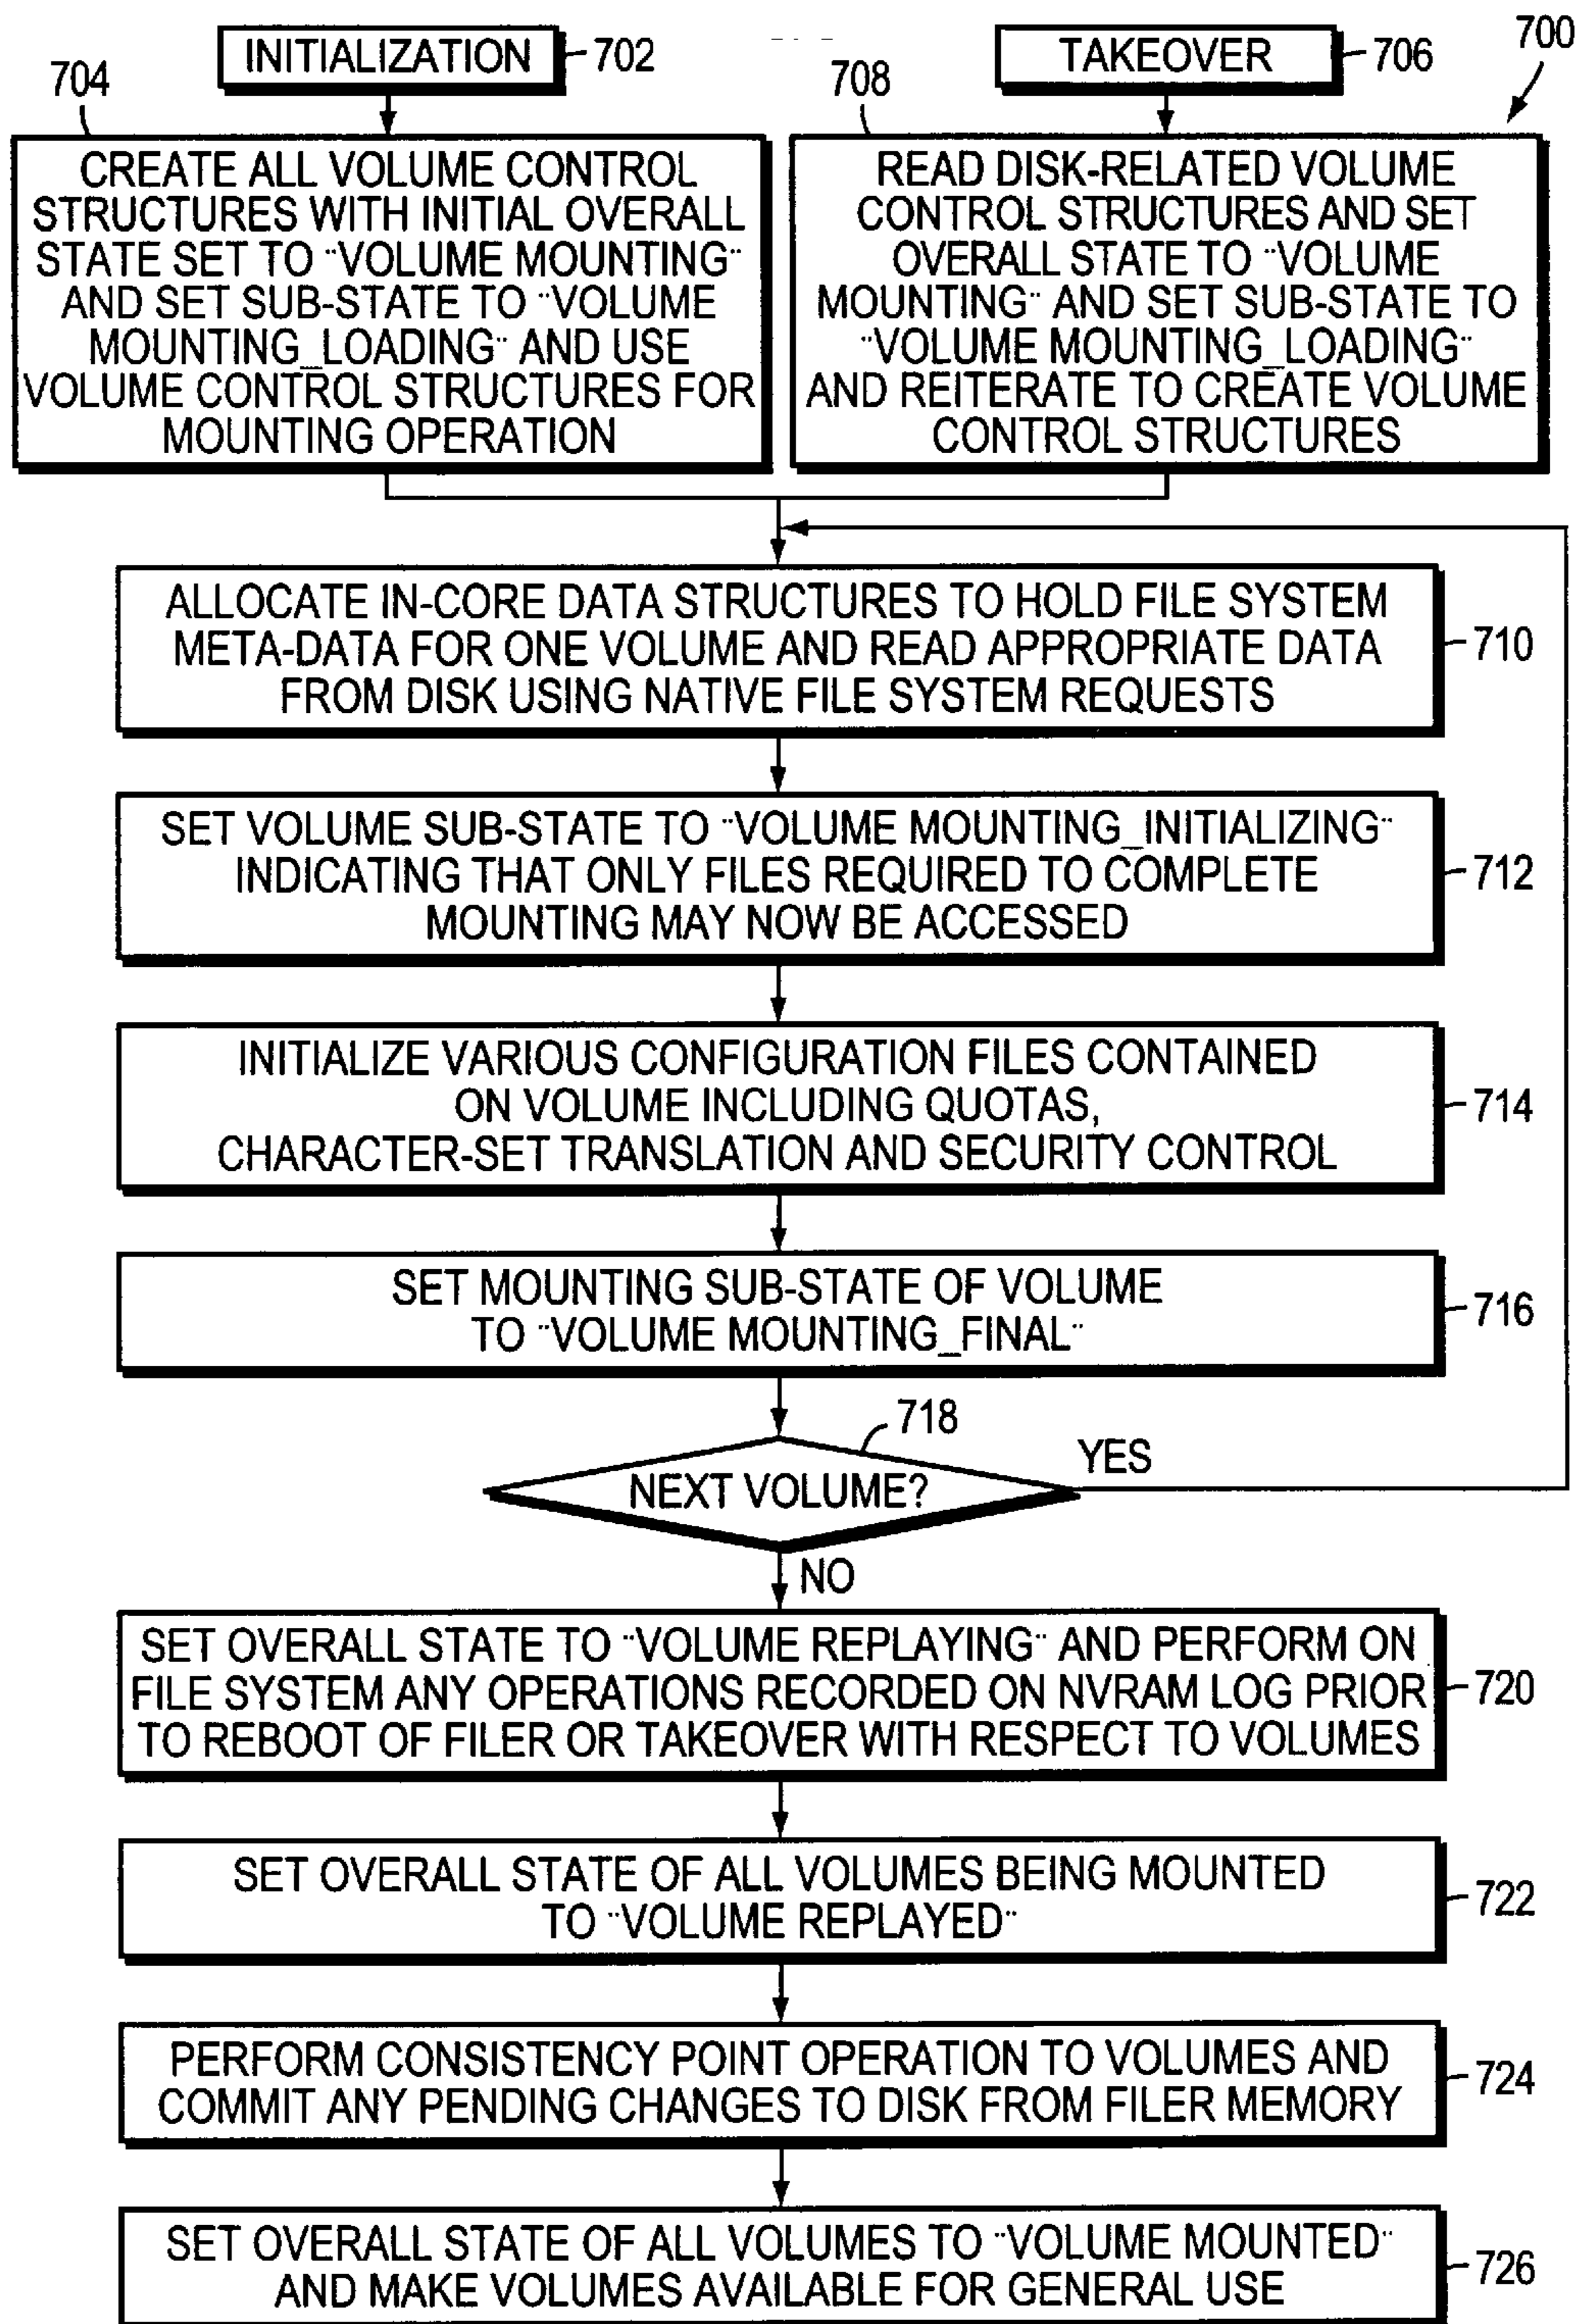 INITIALIZATION
702
TAKEOVER
706
700
704
CREATE ALL VOLUME CONTROL
STRUCTURES WITH INITIAL OVERALL
STATE SET TO ¨VOLUME MOUNTING¨
AND SET SUB-STATE TO ¨VOLUME
MOUNTING_LOADING¨ AND USE
VOLUME CONTROL STRUCTURES FOR
MOUNTING OPERATION
708
READ DISK-RELATED VOLUME
CONTROL STRUCTURES AND SET
OVERALL STATE TO ¨VOLUME
MOUNTING¨ AND SET SUB-STATE TO
¨VOLUME MOUNTING_LOADING¨
AND REITERATE TO CREATE VOLUME
CONTROL STRUCTURES
ALLOCATE IN-CORE DATA STRUCTURES TO HOLD FILE SYSTEM
META-DATA FOR ONE VOLUME AND READ APPROPRIATE DATA
FROM DISK USING NATIVE FILE SYSTEM REQUESTS
710
SET VOLUME SUB-STATE TO ¨VOLUME MOUNTING_INITIALIZING¨
INDICATING THAT ONLY FILES REQUIRED TO COMPLETE
MOUNTING MAY NOW BE ACCESSED
712
INITIALIZE VARIOUS CONFIGURATION FILES CONTAINED
ON VOLUME INCLUDING QUOTAS,
CHARACTER-SET TRANSLATION AND SECURITY CONTROL
714
SET MOUNTING SUB-STATE OF VOLUME
TO ¨VOLUME MOUNTING_FINAL¨
716
718
NEXT VOLUME?
YES
NO
SET OVERALL STATE TO ¨VOLUME REPLAYING¨ AND PERFORM ON
FILE SYSTEM ANY OPERATIONS RECORDED ON NVRAM LOG PRIOR
TO REBOOT OF FILER OR TAKEOVER WITH RESPECT TO VOLUMES
720
SET OVERALL STATE OF ALL VOLUMES BEING MOUNTED
TO ¨VOLUME REPLAYED¨
722
PERFORM CONSISTENCY POINT OPERATION TO VOLUMES AND
COMMIT ANY PENDING CHANGES TO DISK FROM FILER MEMORY
724
SET OVERALL STATE OF ALL VOLUMES TO ¨VOLUME MOUNTED¨
AND MAKE VOLUMES AVAILABLE FOR GENERAL USE
726